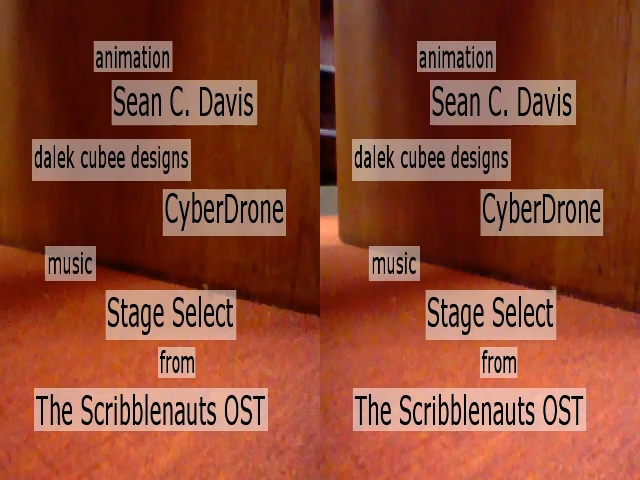 animation
Sean C. Davis
dalek cubee designs
CyberDrone
music
Stage Select
from
The Scribblenauts OST
animation
Sean C. Davis
dalek cubee designs
CyberDrone
music
Stage Select
from
The Scribblenauts OST